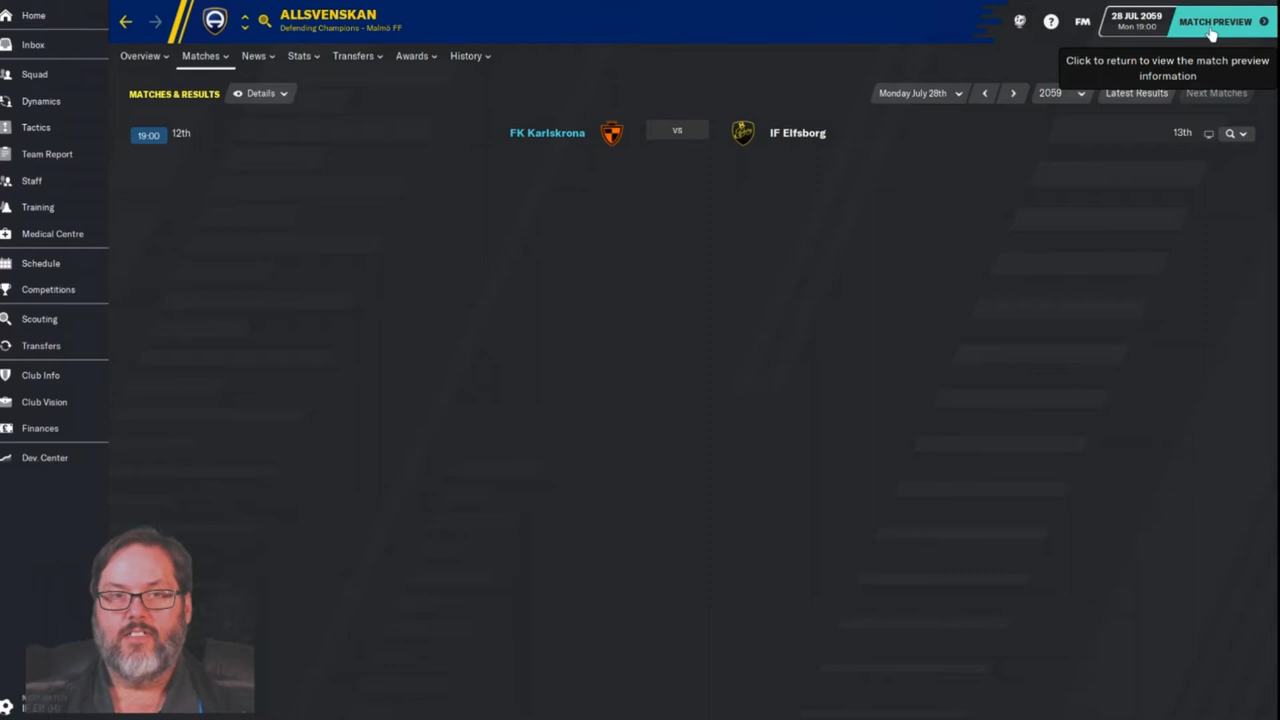 Home
Inbox
Squad
Dynamics
Tactics
Team Report
Staff
Training
Medical Centre
Schedule
Competitions
Scouting
Transfers
Club Info
Club Vision
Finances
Dev. Center
ALLSVENSKAN
Defending Champions - Malmö FF
FM
28 JUL 2059
Mon 19:00
MATCH PREVIEW
Click to return to view the match preview
information
Overview
Matches
News
Stats
Transfers
Awards
History
MATCHES & RESULTS
Details
Monday July 28th
2059
Latest Results
Next Matches
19:00 12th FK Karlskrona vs IF Elfsborg 13th